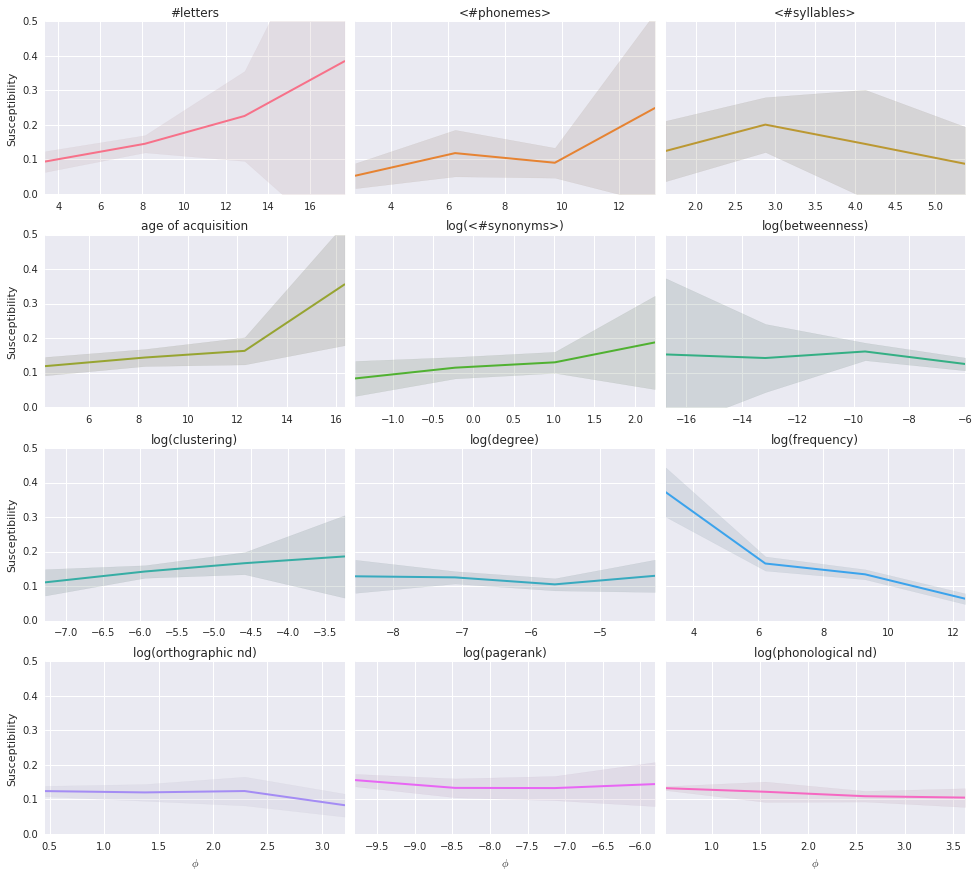 #letters <#phonemes> <#syllables>
0.5
0.4
0.3
0.2
0.1
0.0
Susceptibility
4 6 8 10 12 14 16 4 6 8 10 12 2.0 2.5 3.0 3.5 4.0 4.5 5.0
age of acquisition log(<#synonyms>) log(betweenness)
0.5
0.4
0.3
0.2
0.1
0.0
Susceptibility
6 8 10 12 14 16 −1.0 −0.5 0.0 0.5 1.0 1.5 2.0 −16 −14 −12 −10 −8 −6
log(clustering) log(degree) log(frequency)
0.5
0.4
0.3
0.2
0.1
0.0
Susceptibility
−7.0 −6.5 −6.0 −5.5 −5.0 −4.5 −4.0 −3.5 −8 −7 −6 −5 4 6 8 10 12
log(orthographic nd) log(pagerank) log(phonological nd)
0.5
0.4
0.3
0.2
0.1
0.0
Susceptibility
0.5 1.0 1.5 2.0 2.5 3.0 −9.5 −9.0 −8.5 −8.0 −7.5 −7.0 −6.5 −6.0 1.0 1.5 2.0 2.5 3.0 3.5
ϕ ϕ ϕ